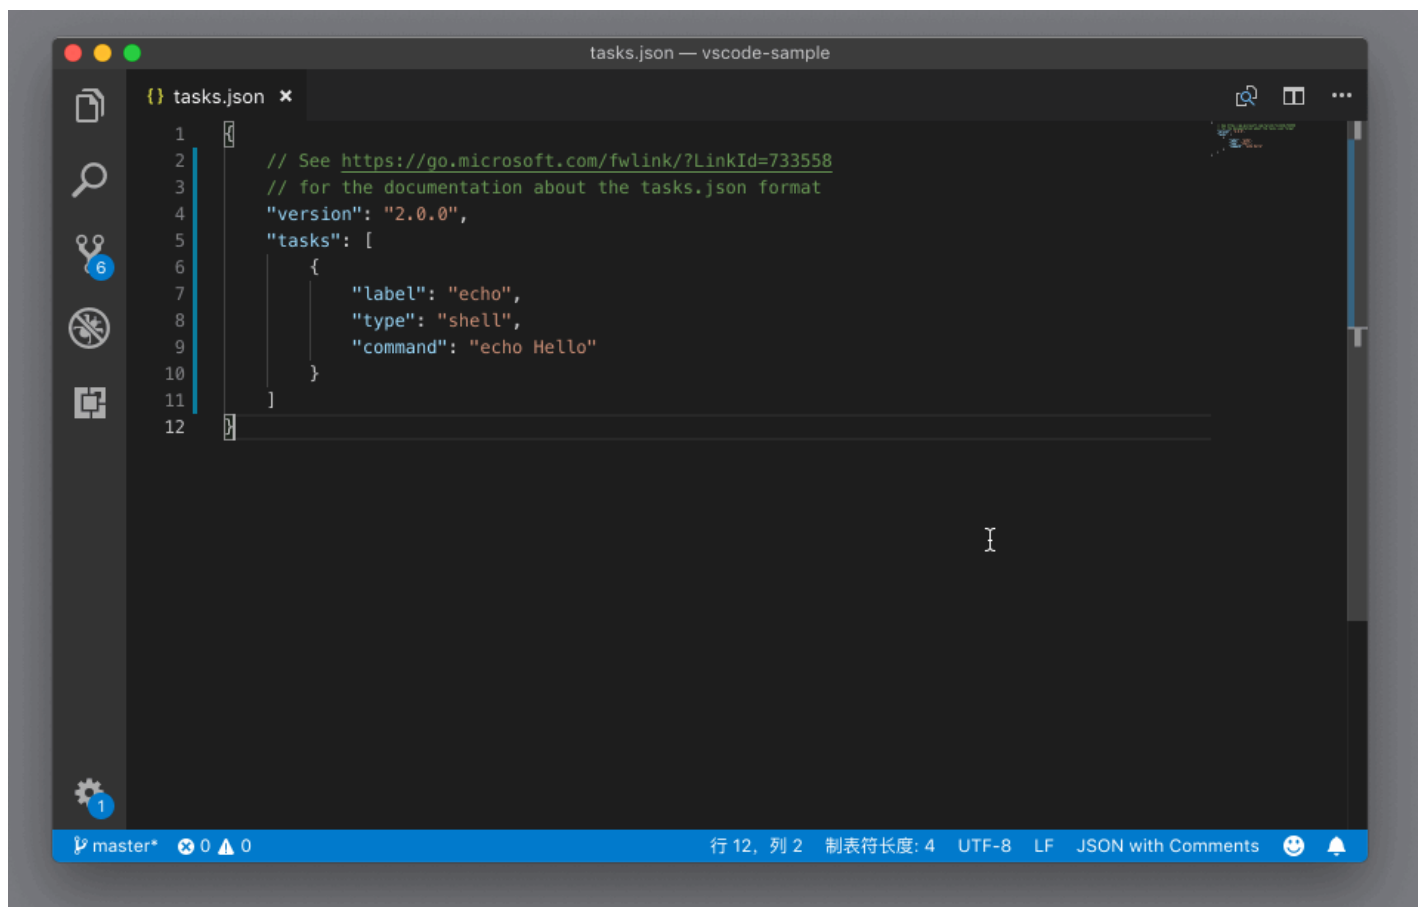 tasks.json — vscode-sample
{} tasks.json ×
1 {
2 // See https://go.microsoft.com/fwlink/?LinkId=733558
3 // for the documentation about the tasks.json format
4 "version": "2.0.0",
5 "tasks": [
6 {
7 "label": "echo",
8 "type": "shell",
9 "command": "echo Hello"
10 }
11 ]
12 }
6
1
master* 0 0 行 12，列 2 制表符长度: 4 UTF-8 LF JSON with Comments